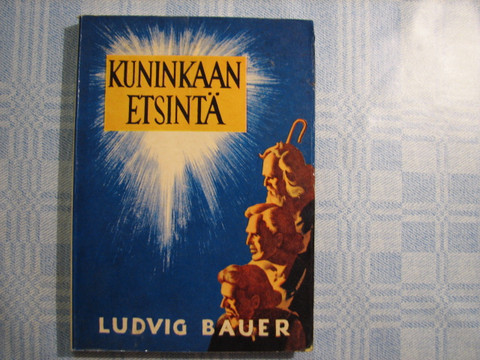 KUNINKAAN
ETSINTÄ
LUDVIG BAUER